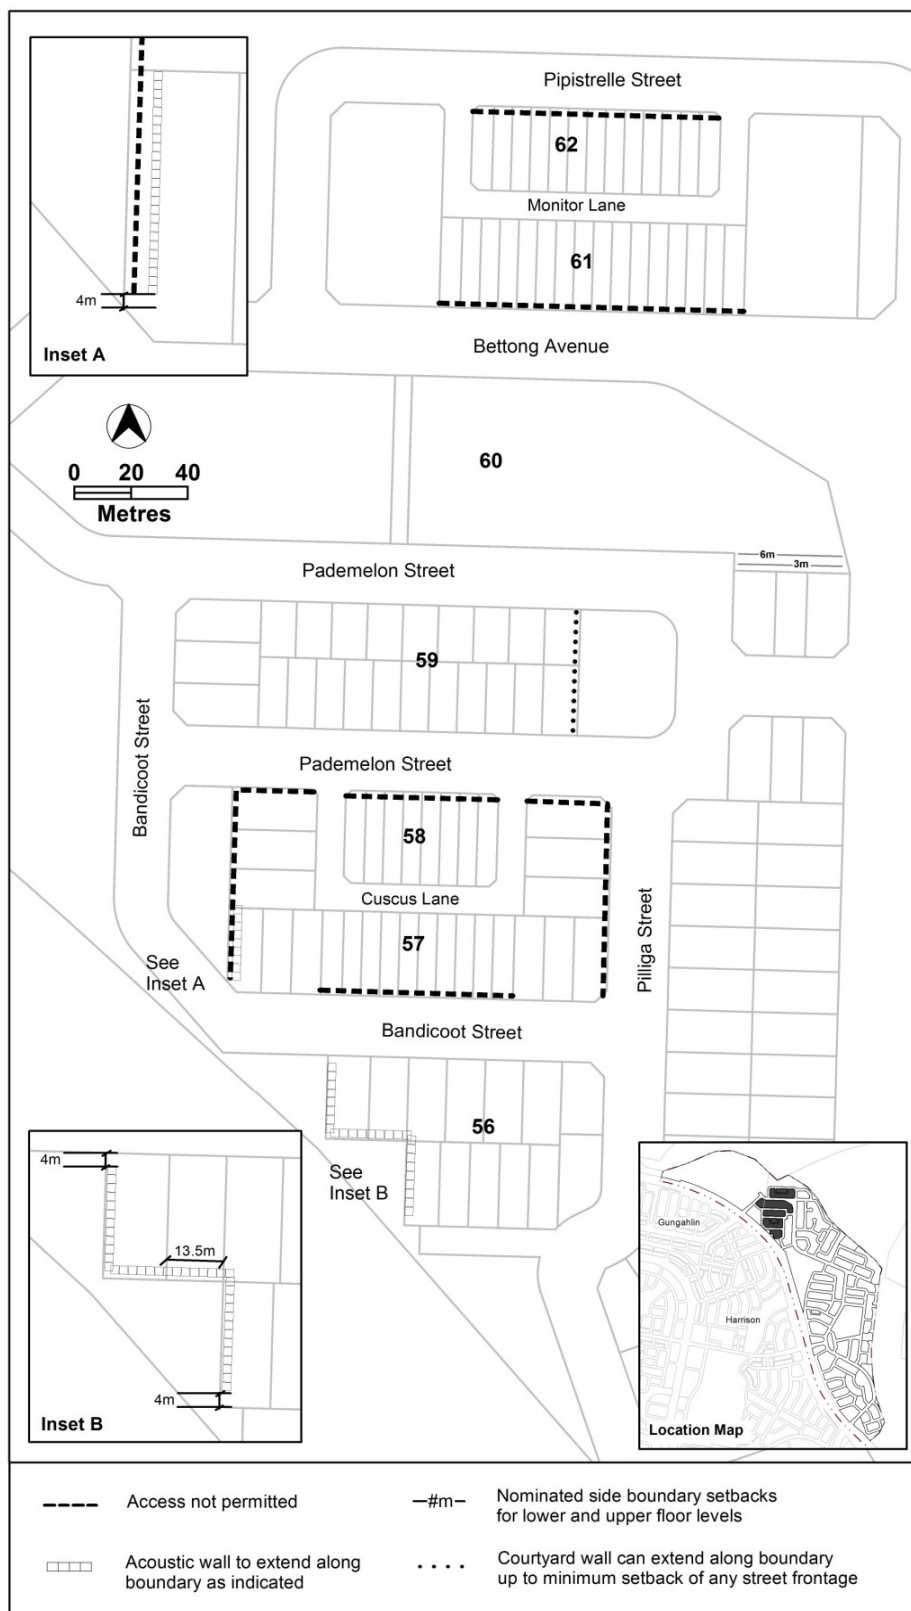 Pipistrelle Street
62
Monitor Lane
61
4m
Inset A
Bettong Avenue
60
0 20 40
Metres
6m
3m
Pademelon Street
59
Bandicoot Street
Pademelon Street
58
Cuscus Lane
57
Pilliga Street
See
Inset A
Bandicoot Street
56
See
Inset B
4m
13.5m
4m
Inset B
Gungahlin
Harrison
Location Map
Access not permitted
#m
Nominated side boundary setbacks
for lower and upper floor levels
Acoustic wall to extend along
boundary as indicated
Courtyard wall can extend along boundary
up to minimum setback of any street frontage